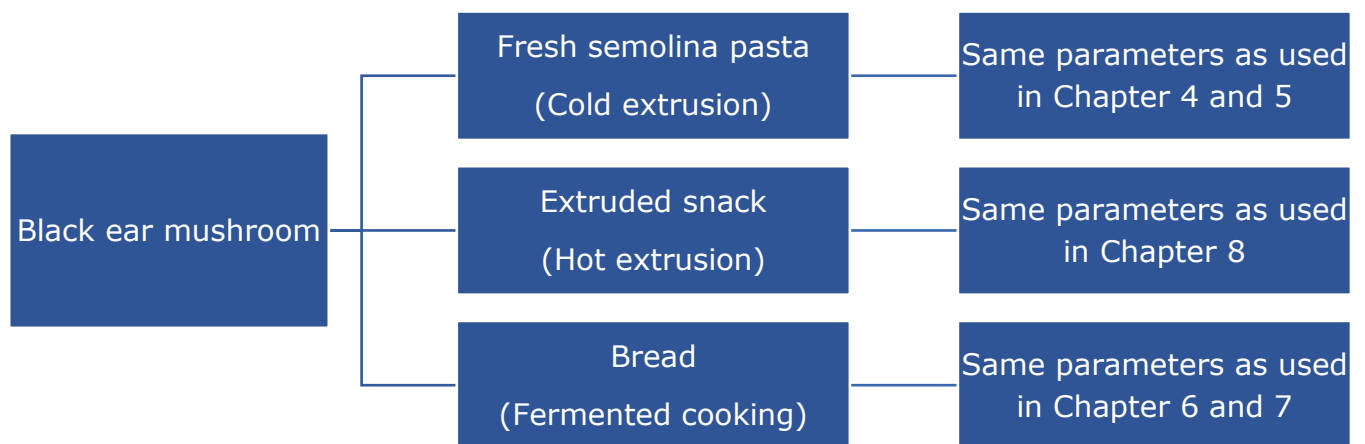 Black ear mushroom
Fresh semolina pasta
(Cold extrusion)
Same parameters as used
in Chapter 4 and 5
Extruded snack
(Hot extrusion)
Same parameters as used
in Chapter 8
Bread
(Fermented cooking)
Same parameters as used
in Chapter 6 and 7